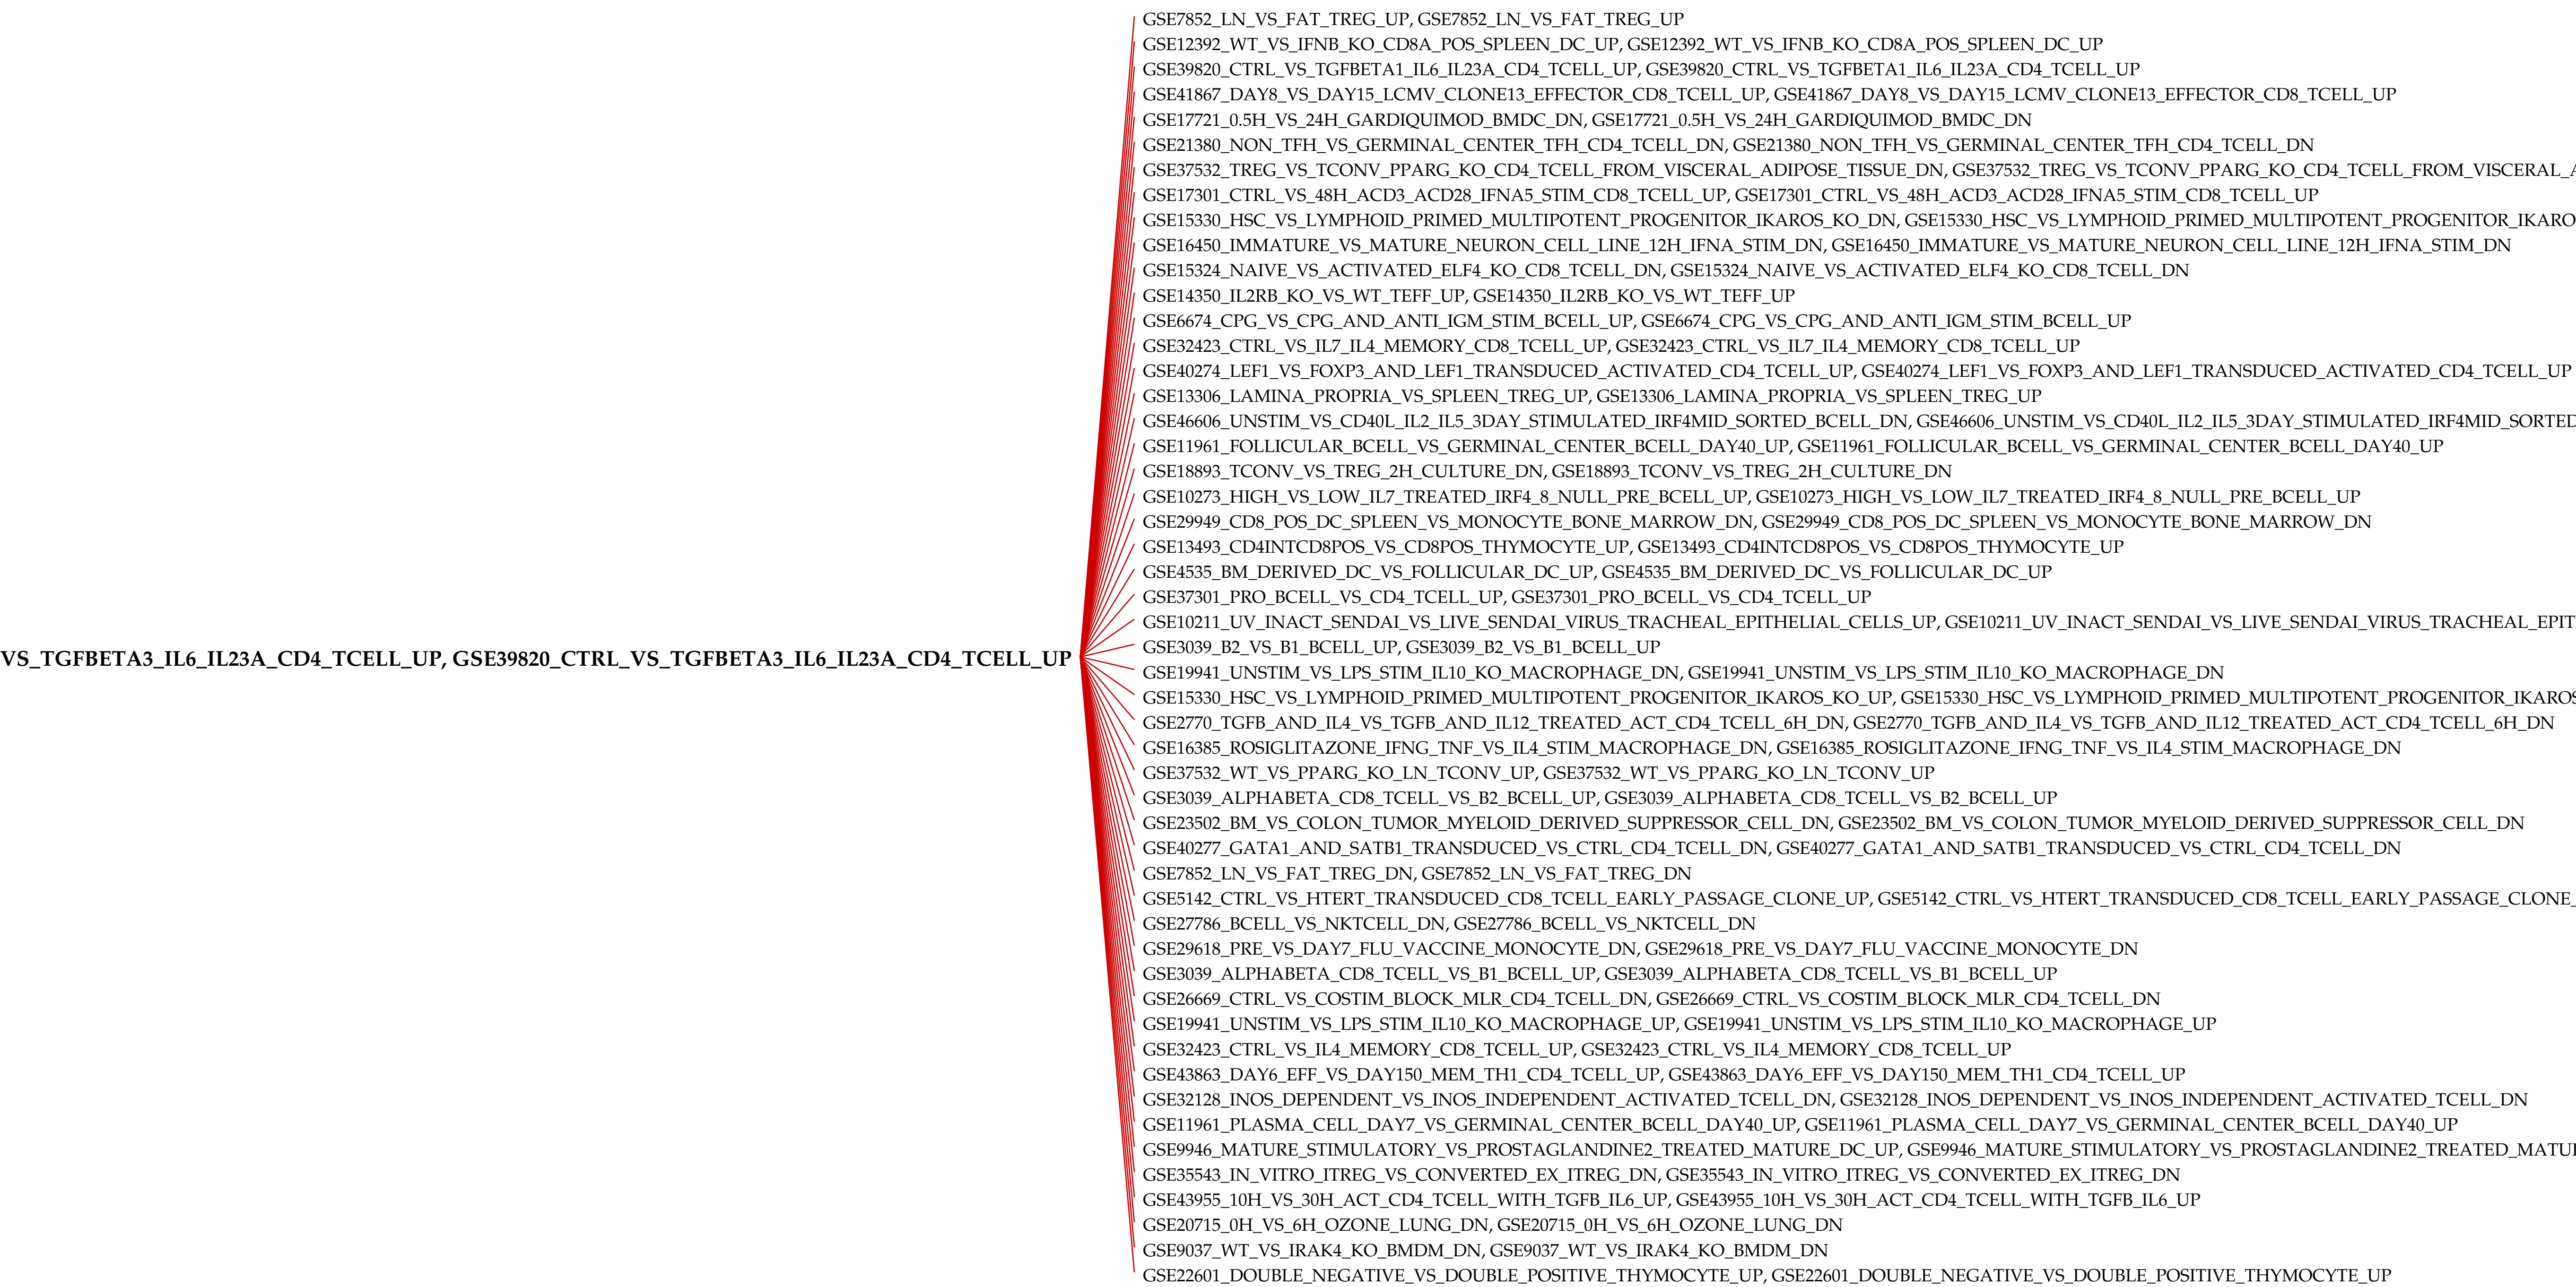 GSE7852_LN_VS_FAT_TREG_UP, GSE7852_LN_VS_FAT_TREG_UP
GSE12392_WT_VS_IFNB_KO_CD8A_POS_SPLEEN_DC_UP, GSE12392_WT_VS_IFNB_KO_CD8A_POS_SPLEEN_DC_UP
GSE39820_CTRL_VS_TGFBETA1_IL6_IL23A_CD4_TCELL_UP, GSE39820_CTRL_VS_TGFBETA1_IL6_IL23A_CD4_TCELL_UP
GSE41867_DAY8_VS_DAY15_LCMV_CLONE13_EFFECTOR_CD8_TCELL_UP, GSE41867_DAY8_VS_DAY15_LCMV_CLONE13_EFFECTOR_CD8_TCELL_UP
GSE17721_0.5H_VS_24H_GARDIQUIMOD_BMDC_DN, GSE17721_0.5H_VS_24H_GARDIQUIMOD_BMDC_DN
GSE21380_NON_TFH_VS_GERMINAL_CENTER_TFH_CD4_TCELL_DN, GSE21380_NON_TFH_VS_GERMINAL_CENTER_TFH_CD4_TCELL_DN
GSE37532_TREG_VS_TCONV_PPARG_KO_CD4_TCELL_FROM_VISCERAL_ADIPOSE_TISSUE_DN, GSE37532_TREG_VS_TCONV_PPARG_KO_CD4_TCELL_FROM_VISCERAL_A
GSE17301_CTRL_VS_48H_ACD3_ACD28_IFNA5_STIM_CD8_TCELL_UP, GSE17301_CTRL_VS_48H_ACD3_ACD28_IFNA5_STIM_CD8_TCELL_UP
GSE15330_HSC_VS_LYMPHOID_PRIMED_MULTIPOTENT_PROGENITOR_IKAROS_KO_DN, GSE15330_HSC_VS_LYMPHOID_PRIMED_MULTIPOTENT_PROGENITOR_IKARO
GSE16450_IMMATURE_VS_MATURE_NEURON_CELL_LINE_12H_IFNA_STIM_DN, GSE16450_IMMATURE_VS_MATURE_NEURON_CELL_LINE_12H_IFNA_STIM_DN
GSE15324_NAIVE_VS_ACTIVATED_ELF4_KO_CD8_TCELL_DN, GSE15324_NAIVE_VS_ACTIVATED_ELF4_KO_CD8_TCELL_DN
GSE14350_IL2RB_KO_VS_WT_TEFF_UP, GSE14350_IL2RB_KO_VS_WT_TEFF_UP
GSE6674_CPG_VS_CPG_AND_ANTI_IGM_STIM_BCELL_UP, GSE6674_CPG_VS_CPG_AND_ANTI_IGM_STIM_BCELL_UP
GSE32423_CTRL_VS_IL7_IL4_MEMORY_CD8_TCELL_UP, GSE32423_CTRL_VS_IL7_IL4_MEMORY_CD8_TCELL_UP
GSE40274_LEF1_VS_FOXP3_AND_LEF1_TRANSDUCED_ACTIVATED_CD4_TCELL_UP, GSE40274_LEF1_VS_FOXP3_AND_LEF1_TRANSDUCED_ACTIVATED_CD4_TCELL_UP
GSE13306_LAMINA_PROPRIA_VS_SPLEEN_TREG_UP, GSE13306_LAMINA_PROPRIA_VS_SPLEEN_TREG_UP
GSE46606_UNSTIM_VS_CD40L_IL2_IL5_3DAY_STIMULATED_IRF4MID_SORTED_BCELL_DN, GSE46606_UNSTIM_VS_CD40L_IL2_IL5_3DAY_STIMULATED_IRF4MID_SORTED
GSE11961_FOLLICULAR_BCELL_VS_GERMINAL_CENTER_BCELL_DAY40_UP, GSE11961_FOLLICULAR_BCELL_VS_GERMINAL_CENTER_BCELL_DAY40_UP
GSE18893_TCONV_VS_TREG_2H_CULTURE_DN, GSE18893_TCONV_VS_TREG_2H_CULTURE_DN
GSE10273_HIGH_VS_LOW_IL7_TREATED_IRF4_8_NULL_PRE_BCELL_UP, GSE10273_HIGH_VS_LOW_IL7_TREATED_IRF4_8_NULL_PRE_BCELL_UP
GSE29949_CD8_POS_DC_SPLEEN_VS_MONOCYTE_BONE_MARROW_DN, GSE29949_CD8_POS_DC_SPLEEN_VS_MONOCYTE_BONE_MARROW_DN
GSE13493_CD4INTCD8POS_VS_CD8POS_THYMOCYTE_UP, GSE13493_CD4INTCD8POS_VS_CD8POS_THYMOCYTE_UP
GSE4535_BM_DERIVED_DC_VS_FOLLICULAR_DC_UP, GSE4535_BM_DERIVED_DC_VS_FOLLICULAR_DC_UP
GSE37301_PRO_BCELL_VS_CD4_TCELL_UP, GSE37301_PRO_BCELL_VS_CD4_TCELL_UP
GSE10211_UV_INACT_SENDAI_VS_LIVE_SENDAI_VIRUS_TRACHEAL_EPITHELIAL_CELLS_UP, GSE10211_UV_INACT_SENDAI_VS_LIVE_SENDAI_VIRUS_TRACHEAL_EPIT
GSE3039_B2_VS_B1_BCELL_UP, GSE3039_B2_VS_B1_BCELL_UP
VS_TGFBETA3_IL6_IL23A_CD4_TCELL_UP, GSE39820_CTRL_VS_TGFBETA3_IL6_IL23A_CD4_TCELL_UP
GSE19941_UNSTIM_VS_LPS_STIM_IL10_KO_MACROPHAGE_DN, GSE19941_UNSTIM_VS_LPS_STIM_IL10_KO_MACROPHAGE_DN
GSE15330_HSC_VS_LYMPHOID_PRIMED_MULTIPOTENT_PROGENITOR_IKAROS_KO_UP, GSE15330_HSC_VS_LYMPHOID_PRIMED_MULTIPOTENT_PROGENITOR_IKAROS
GSE2770_TGFB_AND_IL4_VS_TGFB_AND_IL12_TREATED_ACT_CD4_TCELL_6H_DN, GSE2770_TGFB_AND_IL4_VS_TGFB_AND_IL12_TREATED_ACT_CD4_TCELL_6H_DN
GSE16385_ROSIGLITAZONE_IFNG_TNF_VS_IL4_STIM_MACROPHAGE_DN, GSE16385_ROSIGLITAZONE_IFNG_TNF_VS_IL4_STIM_MACROPHAGE_DN
GSE37532_WT_VS_PPARG_KO_LN_TCONV_UP, GSE37532_WT_VS_PPARG_KO_LN_TCONV_UP
GSE3039_ALPHABETA_CD8_TCELL_VS_B2_BCELL_UP, GSE3039_ALPHABETA_CD8_TCELL_VS_B2_BCELL_UP
GSE23502_BM_VS_COLON_TUMOR_MYELOID_DERIVED_SUPPRESSOR_CELL_DN, GSE23502_BM_VS_COLON_TUMOR_MYELOID_DERIVED_SUPPRESSOR_CELL_DN
GSE40277_GATA1_AND_SATB1_TRANSDUCED_VS_CTRL_CD4_TCELL_DN, GSE40277_GATA1_AND_SATB1_TRANSDUCED_VS_CTRL_CD4_TCELL_DN
GSE7852_LN_VS_FAT_TREG_DN, GSE7852_LN_VS_FAT_TREG_DN
GSE5142_CTRL_VS_HTERT_TRANSDUCED_CD8_TCELL_EARLY_PASSAGE_CLONE_UP, GSE5142_CTRL_VS_HTERT_TRANSDUCED_CD8_TCELL_EARLY_PASSAGE_CLONE_
GSE27786_BCELL_VS_NKTCELL_DN, GSE27786_BCELL_VS_NKTCELL_DN
GSE29618_PRE_VS_DAY7_FLU_VACCINE_MONOCYTE_DN, GSE29618_PRE_VS_DAY7_FLU_VACCINE_MONOCYTE_DN
GSE3039_ALPHABETA_CD8_TCELL_VS_B1_BCELL_UP, GSE3039_ALPHABETA_CD8_TCELL_VS_B1_BCELL_UP
GSE26669_CTRL_VS_COSTIM_BLOCK_MLR_CD4_TCELL_DN, GSE26669_CTRL_VS_COSTIM_BLOCK_MLR_CD4_TCELL_DN
GSE19941_UNSTIM_VS_LPS_STIM_IL10_KO_MACROPHAGE_UP, GSE19941_UNSTIM_VS_LPS_STIM_IL10_KO_MACROPHAGE_UP
GSE32423_CTRL_VS_IL4_MEMORY_CD8_TCELL_UP, GSE32423_CTRL_VS_IL4_MEMORY_CD8_TCELL_UP
GSE43863_DAY6_EFF_VS_DAY150_MEM_TH1_CD4_TCELL_UP, GSE43863_DAY6_EFF_VS_DAY150_MEM_TH1_CD4_TCELL_UP
GSE32128_INOS_DEPENDENT_VS_INOS_INDEPENDENT_ACTIVATED_TCELL_DN, GSE32128_INOS_DEPENDENT_VS_INOS_INDEPENDENT_ACTIVATED_TCELL_DN
GSE11961_PLASMA_CELL_DAY7_VS_GERMINAL_CENTER_BCELL_DAY40_UP, GSE11961_PLASMA_CELL_DAY7_VS_GERMINAL_CENTER_BCELL_DAY40_UP
GSE9946_MATURE_STIMULATORY_VS_PROSTAGLANDINE2_TREATED_MATURE_DC_UP, GSE9946_MATURE_STIMULATORY_VS_PROSTAGLANDINE2_TREATED_MATU
GSE35543_IN_VITRO_ITREG_VS_CONVERTED_EX_ITREG_DN, GSE35543_IN_VITRO_ITREG_VS_CONVERTED_EX_ITREG_DN
GSE43955_10H_VS_30H_ACT_CD4_TCELL_WITH_TGFB_IL6_UP, GSE43955_10H_VS_30H_ACT_CD4_TCELL_WITH_TGFB_IL6_UP
GSE20715_0H_VS_6H_OZONE_LUNG_DN, GSE20715_0H_VS_6H_OZONE_LUNG_DN
GSE9037_WT_VS_IRAK4_KO_BMDM_DN, GSE9037_WT_VS_IRAK4_KO_BMDM_DN
GSE22601_DOUBLE_NEGATIVE_VS_DOUBLE_POSITIVE_THYMOCYTE_UP, GSE22601_DOUBLE_NEGATIVE_VS_DOUBLE_POSITIVE_THYMOCYTE_UP